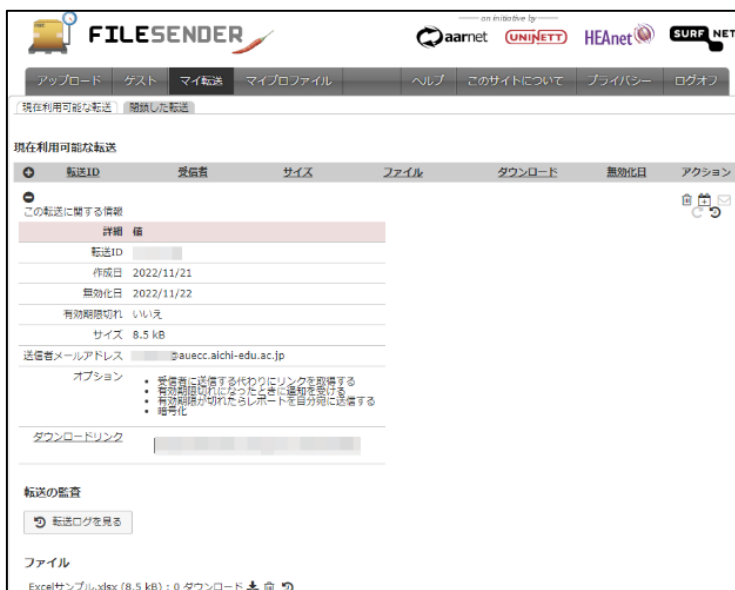 FILESENDER
an initiative by
aarnet UNINETT HEAnet SURF NET
アップロード ゲスト マイ転送 マイプロファイル ヘルプ このサイトについて プライバシー ログオフ
現在利用可能な転送 閉鎖した転送
現在利用可能な転送
転送ID 受信者 サイズ ファイル ダウンロード 無効化日 アクション
この転送に関する情報
詳細 値
転送ID
作成日 2022/11/21
無効化日 2022/11/22
有効期限切れ いいえ
サイズ 8.5 kB
送信者メールアドレス @auecc.aichi-edu.ac.jp
オプション • 受信者に送信する代わりにリンクを取得する
• 有効期限切れになったときに通知を受ける
• 有効期限が切れたらレポートを自分宛に送信する
• 暗号化
ダウンロードリンク
転送の監査
転送ログを見る
ファイル
Excelサンプル.xlsx (8.5 kB) : 0 ダウンロード